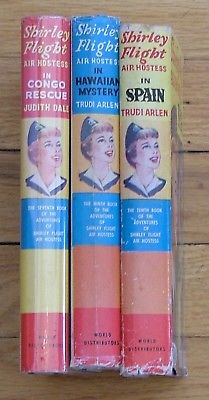 Shirley
Flight
AIR HOSTESS
IN
CONGO
RESCUE
JUDITH DALE
THE SEVENTH BOOK
OF THE
ADVENTURES
OF
SHIRLEY FLIGHT
AIR HOSTESS
WORLD
DISTRIBUTORS
Shirley
Flight
AIR HOSTESS
IN
HAWAIIAN
MYSTERY
TRUDI ARLEN
THE NINTH BOOK
OF THE
ADVENTURES
OF
SHIRLEY FLIGHT
AIR HOSTESS
WORLD
DISTRIBUTORS
Shirley
Flight
AIR HOSTESS
IN
SPAIN
TRUDI ARLEN
THE TENTH BOOK
OF THE
ADVENTURES
OF
SHIRLEY FLIGHT
AIR HOSTESS
WORLD
DISTRIBUTORS